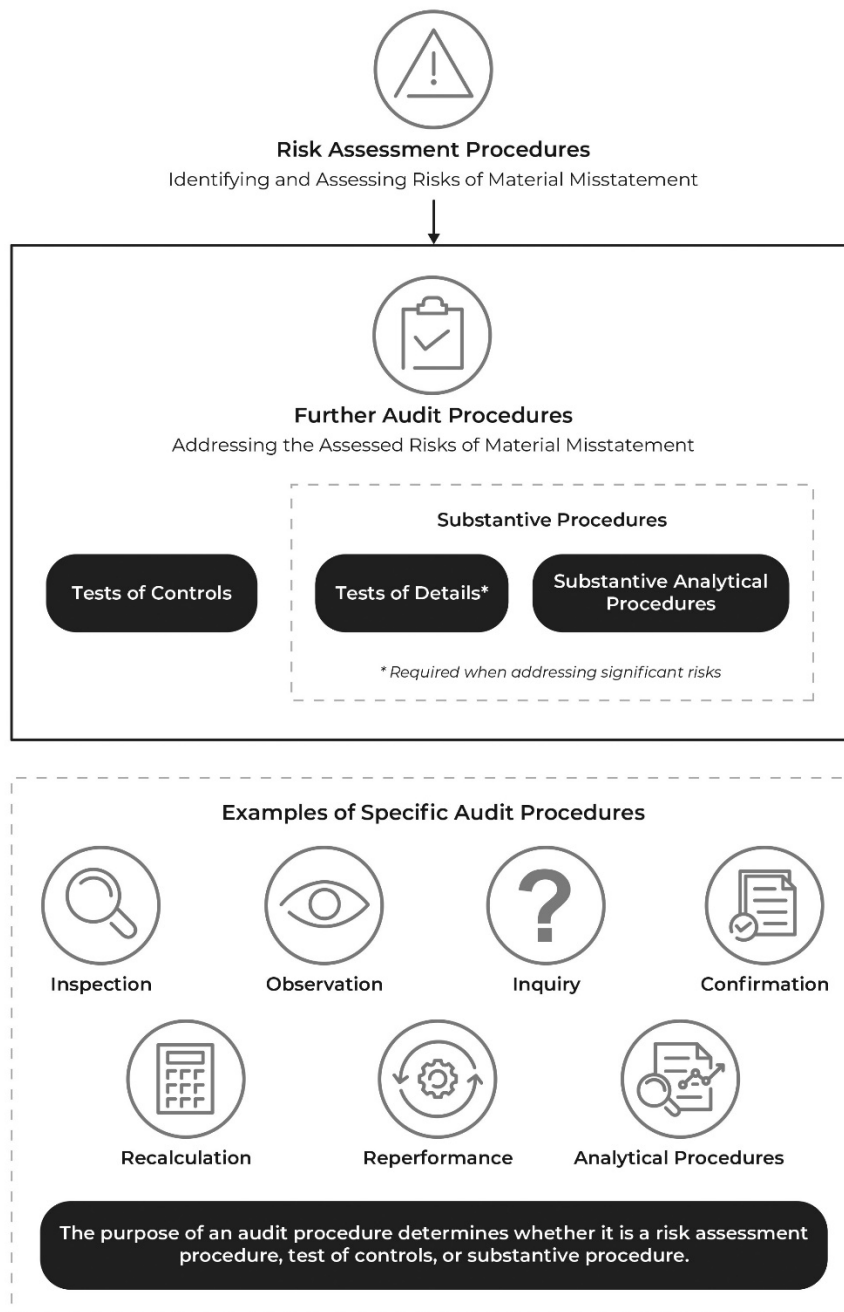 Risk Assessment Procedures
Identifying and Assessing Risks of Material Misstatement
Further Audit Procedures
Addressing the Assessed Risks of Material Misstatement
Substantive Procedures
Tests of Controls
Tests of Details*
Substantive Analytical
Procedures
* Required when addressing significant risks
Examples of Specific Audit Procedures
Inspection
Observation
Inquiry
Confirmation
Recalculation
Reperformance
Analytical Procedures
The purpose of an audit procedure determines whether it is a risk assessment
procedure, test of controls, or substantive procedure.